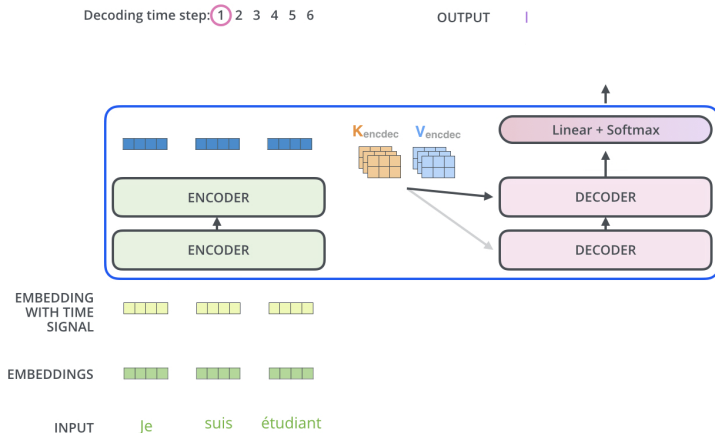 Decoding time step: 1 2 3 4 5 6
OUTPUT I
Kencdec Vencdec
Linear + Softmax
ENCODER
DECODER
ENCODER
DECODER
EMBEDDING
WITH TIME
SIGNAL
EMBEDDINGS
INPUT Je suis étudiant